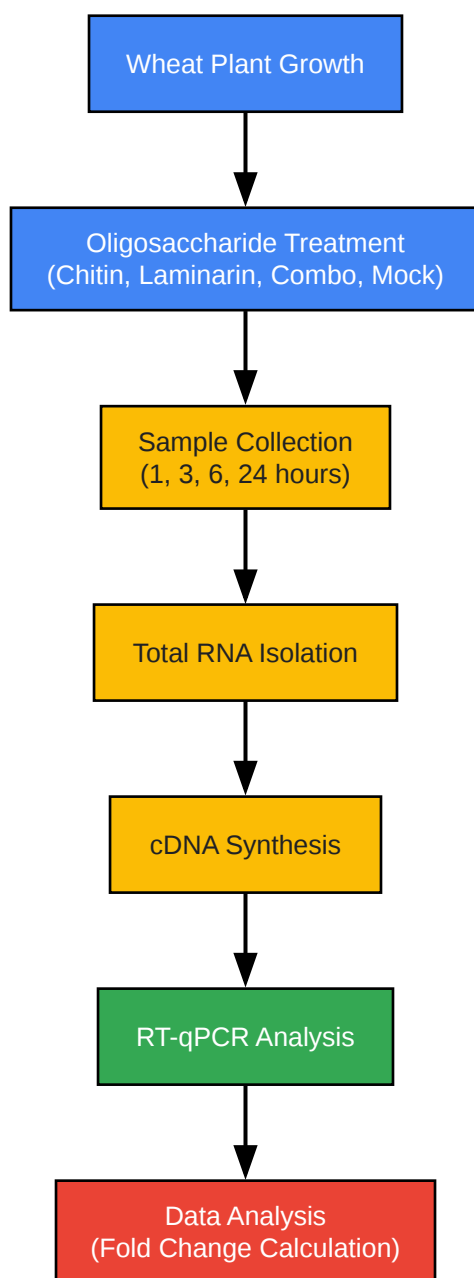 Wheat Plant Growth
Oligosaccharide Treatment
(Chitin, Laminarin, Combo, Mock)
Sample Collection
(1, 3, 6, 24 hours)
Total RNA Isolation
cDNA Synthesis
RT-qPCR Analysis
Data Analysis
(Fold Change Calculation)